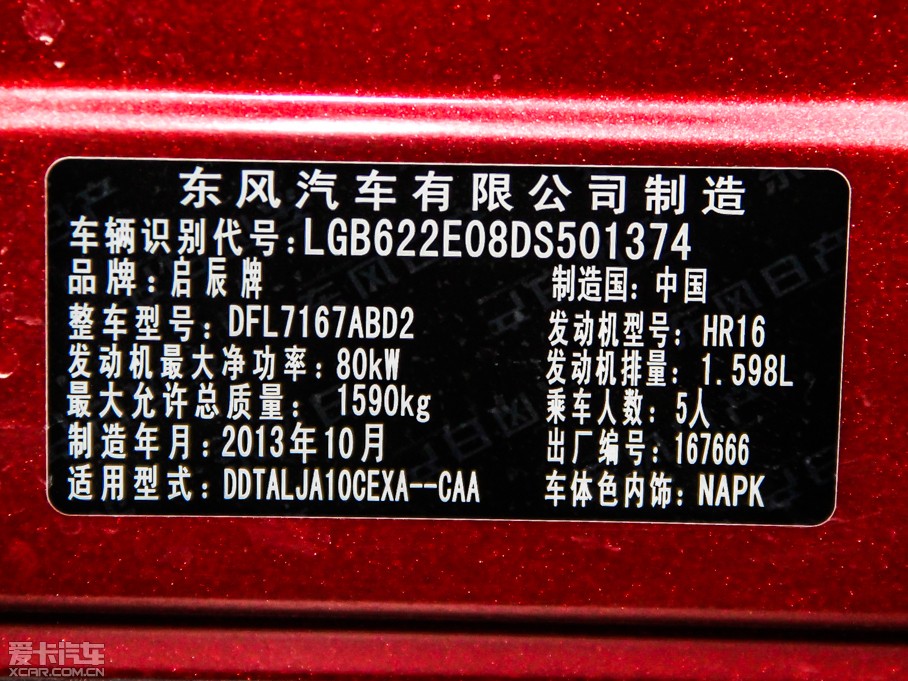 东风汽车有限公司制造
车辆识别代号:LGB622E08DS501374
品牌:启辰牌 制造国:中国
整车型号:DFL7167ABD2 发动机型号:HR16
发动机最大净功率:80kW 发动机排量:1.598L
最大允许总质量: 1590kg 乘车人数:5人
制造年月:2013年10月 出厂编号:167666
适用型式:DDTALJA10CEXA--CAA 车体色内饰:NAPK
爱卡汽车
XCAR.COM.CN